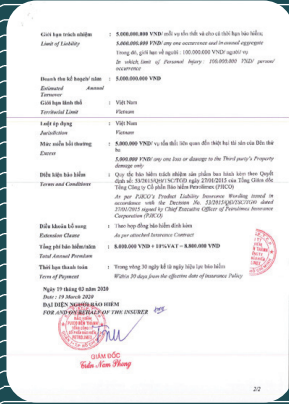 Giới hạn trách nhiệm : 5.000.000.000 VND/ mỗi vụ tổn thất và cho cả thời hạn bảo hiểm;
Limit of Liability 5.000.000.000 VND/ any one occurrence and in annual aggregate
Trong đó, giới hạn về người : 100.000.000 VND/ người/ vụ
In which, limit of Personal Injury : 100.000.000 VND/ person/
occurrence
Doanh thu kế hoạch/ năm : 5.000.000.000 VND
Estimated Annual
Turnover
Giới hạn lãnh thổ : Việt Nam
Territorial Limit Vietnam
Luật áp dụng : Việt Nam
Jurisdiction Vietnam
Mức miễn bồi thường : 5.000.000 VND/ vụ tổn thất liên quan đến thiệt hại tài sản của Bên thứ
Excess ba
5.000.000 VND/ any one loss or damage to the Third party's Property
damage only
Điều kiện bảo hiểm : Quy tắc bảo hiểm trách nhiệm sản phẩm ban hành kèm theo Quyết
Terms and Conditions định số: 53/2015/QĐ/TSC/TGĐ ngày 27/01/2015 của Tổng Giám đốc
Tổng Công ty Cổ phần Bảo hiểm Petrolimex (PJICO)
As per PJICO's Product Liability Insurance Wording issued in
accordance with the Decision No. dated
27/01/2015 signed by Chief Executive Officer of Petrolimex Insurance
Corporation (PJICO)
Điều khoản bổ sung : Theo hợp đồng bảo hiểm đính kèm
Extension Clause As per attached Insurance Contract
Tổng phí bảo hiểm/năm : 8.000.000 VND + 10%VAT = 8.800.000 VND
Total Annual Premium
Thời hạn thanh toán : Trong vòng 30 ngày kể từ ngày hiệu lực bảo hiểm
Term of Payment Within 30 days from the effective date of insurance Policy
Ngày 19 tháng 03 năm 2020
Date : 19 March 2020
ĐẠI DIỆN NGƯỜI BẢO HIỂM
FOR AND ON BEHALF OF THE INSURER
GIÁM ĐỐC
Trần Nam Phong
2/2